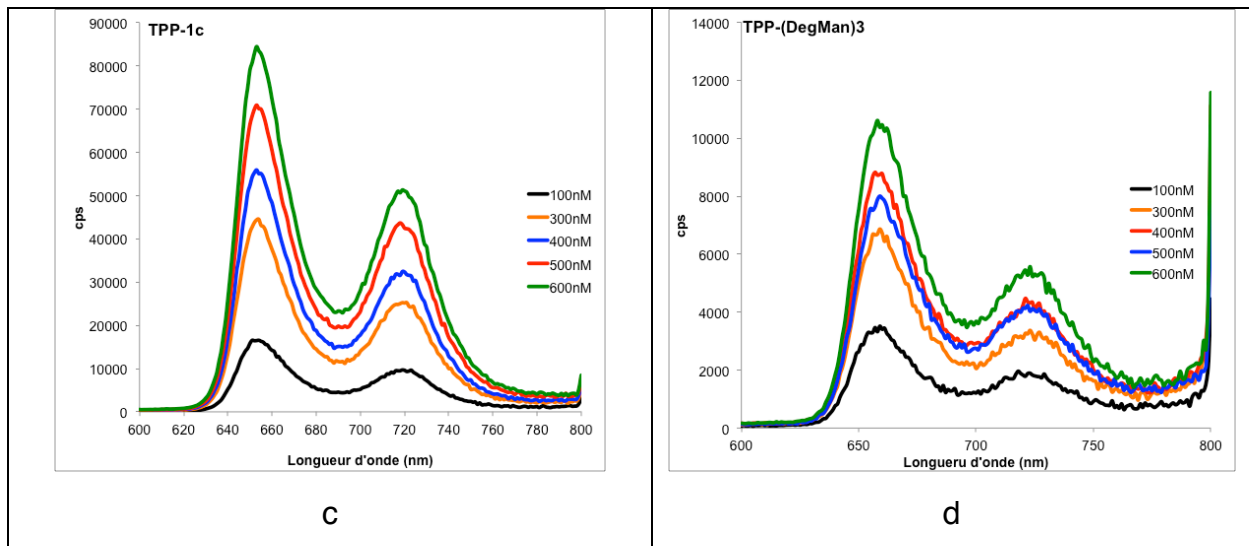 TPP-1c
90000
80000
70000
60000
50000
40000
30000
20000
10000
0
cps
600 620 640 660 680 700 720 740 760 780 800
Longueur d'onde (nm)
100nM
300nM
400nM
500nM
600nM
c
TPP-(DegMan)3
14000
12000
10000
8000
6000
4000
2000
0
cps
600 650 700 750 800
Longueru d'onde (nm)
100nM
300nM
400nM
500nM
600nM
d